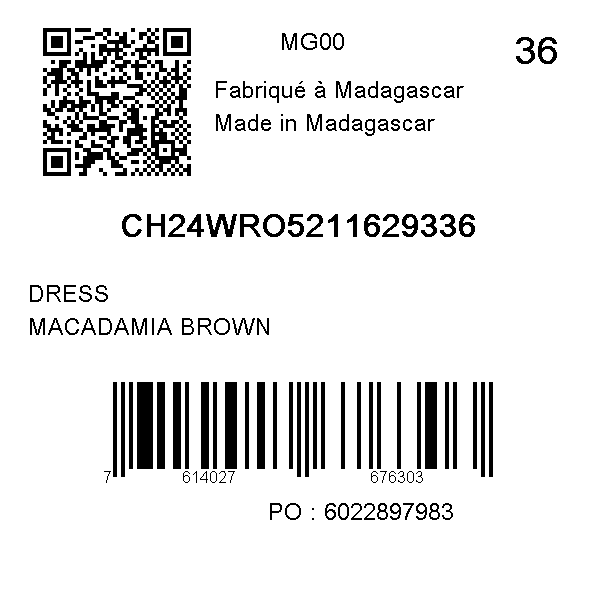 MG00
36
Fabriqué à Madagascar
Made in Madagascar
CH24WRO5211629336
DRESS
MACADAMIA BROWN
7 614027 676303
PO : 6022897983